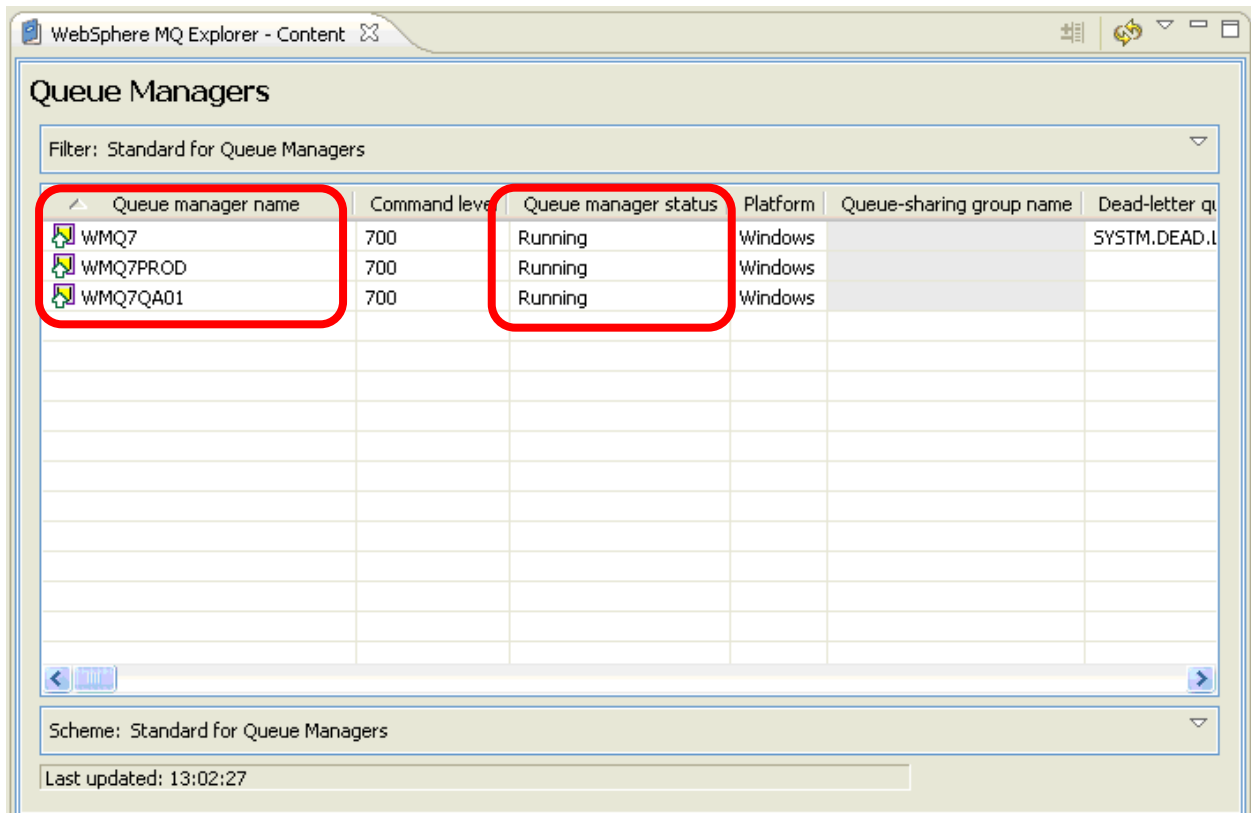 WebSphere MQ Explorer - Content
Queue Managers
Filter: Standard for Queue Managers
Queue manager name Command level Queue manager status Platform Queue-sharing group name Dead-letter qu
WMQ7 700 Running Windows SYSTM.DEAD.L
WMQ7PROD 700 Running Windows
WMQ7QA01 700 Running Windows
Scheme: Standard for Queue Managers
Last updated: 13:02:27